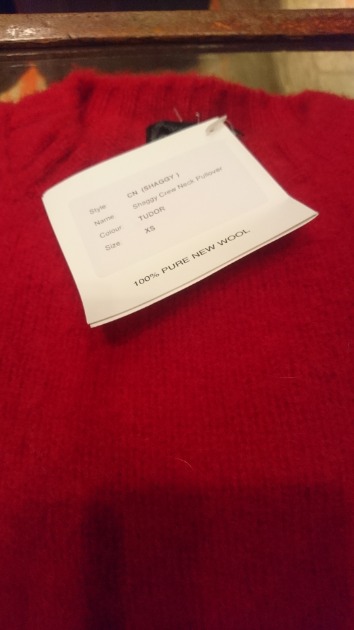 Style: CN (SHAGGY )
Name: Shaggy Crew Neck Pullover
Colour: TUDOR
Size: XS
100% PURE NEW WOOL